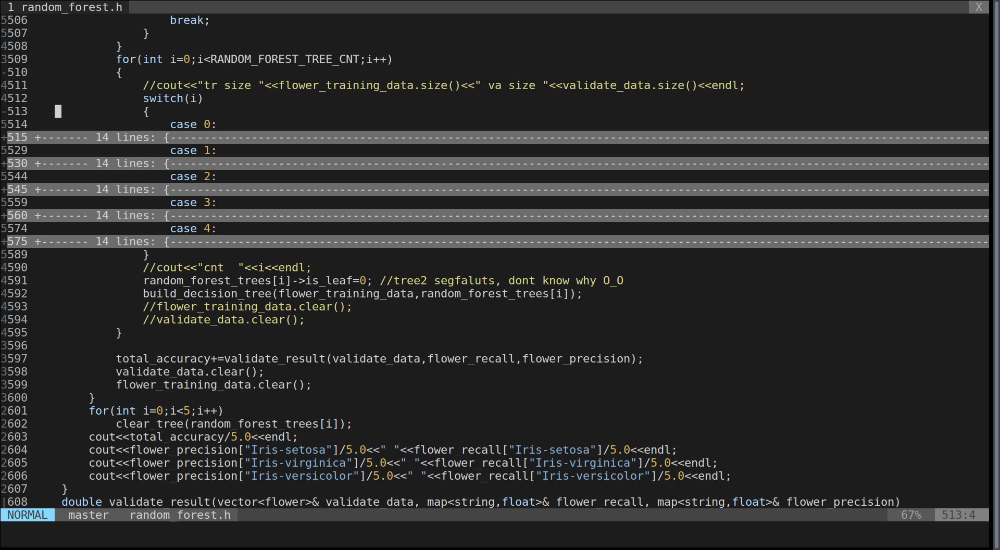 1 random_forest.h X
5506 break;
5507 }
4508 }
3509 for(int i=0;i<RANDOM_FOREST_TREE_CNT;i++)
-510 {
4511 //cout<<"tr size "<<flower_training_data.size()<<" va size "<<validate_data.size()<<endl;
4512 switch(i)
-513 {
5514 case 0:
+515 +------- 14 lines: {-------------------------------------------------------------------------------------------------------------------------
5529 case 1:
+530 +------- 14 lines: {-------------------------------------------------------------------------------------------------------------------------
5544 case 2:
+545 +------- 14 lines: {-------------------------------------------------------------------------------------------------------------------------
5559 case 3:
+560 +------- 14 lines: {-------------------------------------------------------------------------------------------------------------------------
5574 case 4:
+575 +------- 14 lines: {-------------------------------------------------------------------------------------------------------------------------
5589 }
4590 //cout<<"cnt  "<<i<<endl;
4591 random_forest_trees[i]->is_leaf=0; //tree2 segfaluts, dont know why O_O
4592 build_decision_tree(flower_training_data,random_forest_trees[i]);
4593 //flower_training_data.clear();
4594 //validate_data.clear();
4595 }
3596
3597 total_accuracy+=validate_result(validate_data,flower_recall,flower_precision);
3598 validate_data.clear();
3599 flower_training_data.clear();
3600 }
2601 for(int i=0;i<5;i++)
2602 clear_tree(random_forest_trees[i]);
2603 cout<<total_accuracy/5.0<<endl;
2604 cout<<flower_precision["Iris-setosa"]/5.0<<" "<<flower_recall["Iris-setosa"]/5.0<<endl;
2605 cout<<flower_precision["Iris-virginica"]/5.0<<" "<<flower_recall["Iris-virginica"]/5.0<<endl;
2606 cout<<flower_precision["Iris-versicolor"]/5.0<<" "<<flower_recall["Iris-versicolor"]/5.0<<endl;
2607 }
|608 double validate_result(vector<flower>& validate_data, map<string,float>& flower_recall, map<string,float>& flower_precision)
NORMAL master random_forest.h 67% 513:4